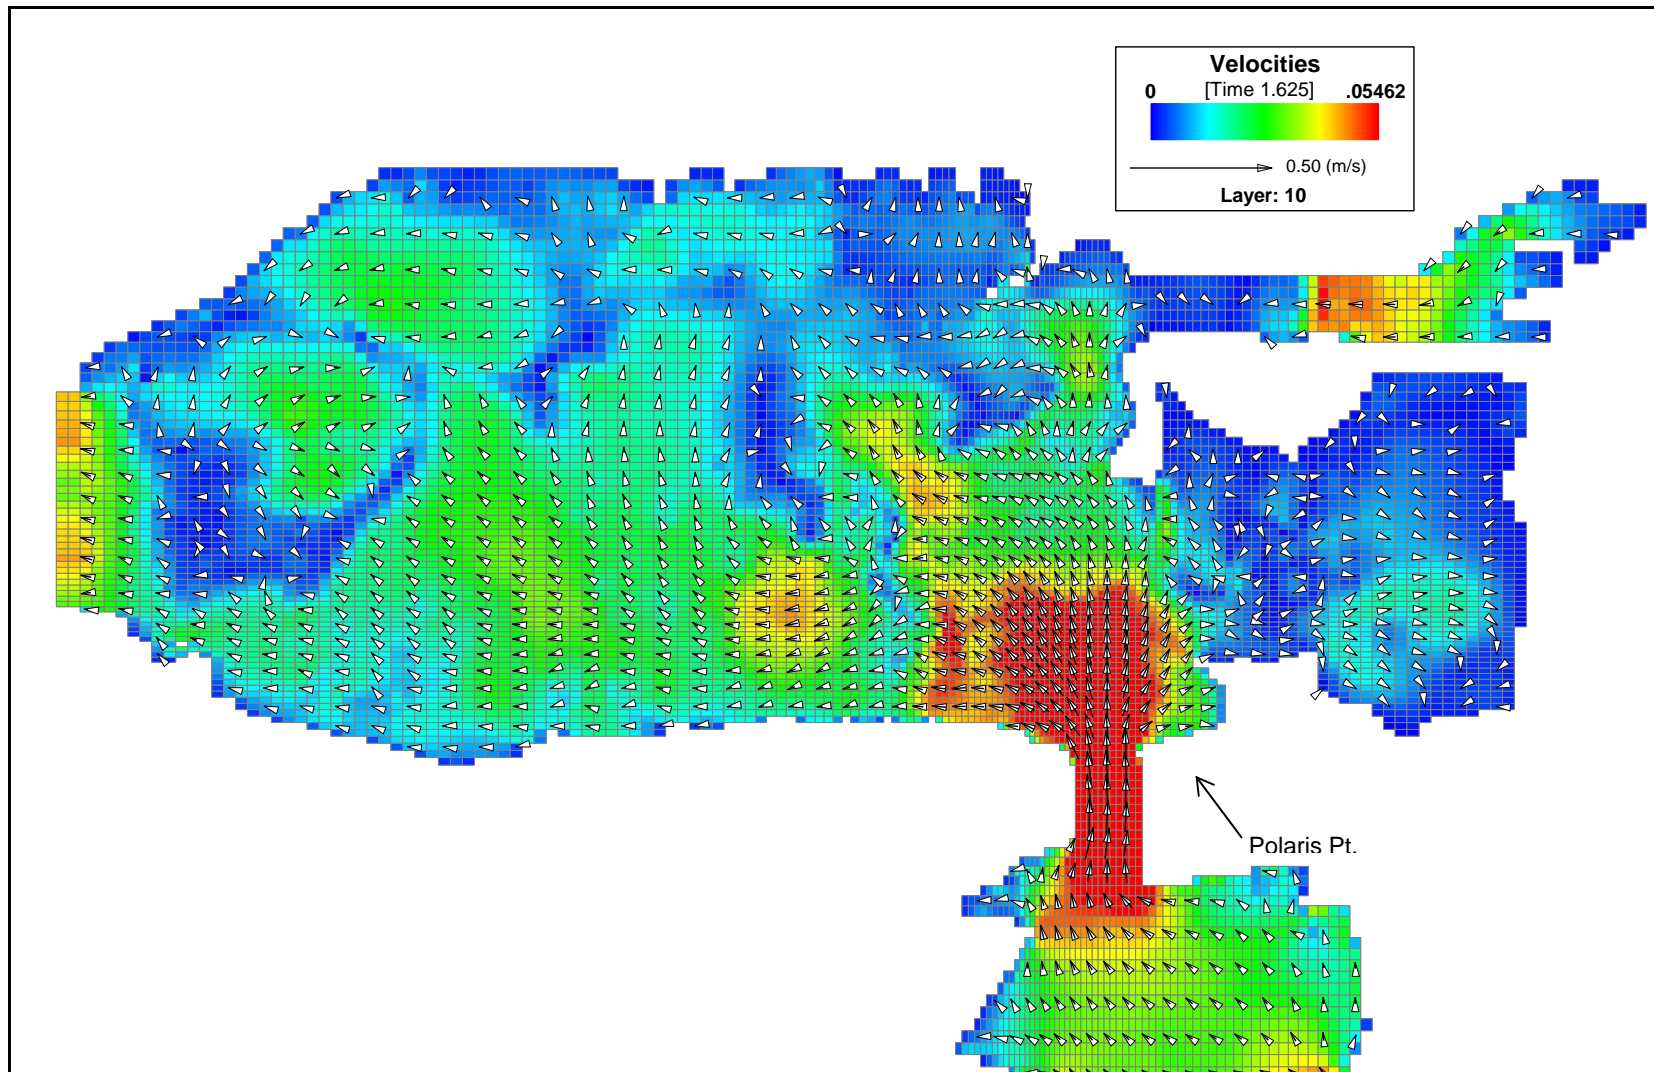 Velocities
[Time 1.625]
0 .05462
0.50 (m/s)
Layer: 10
Polaris Pt.